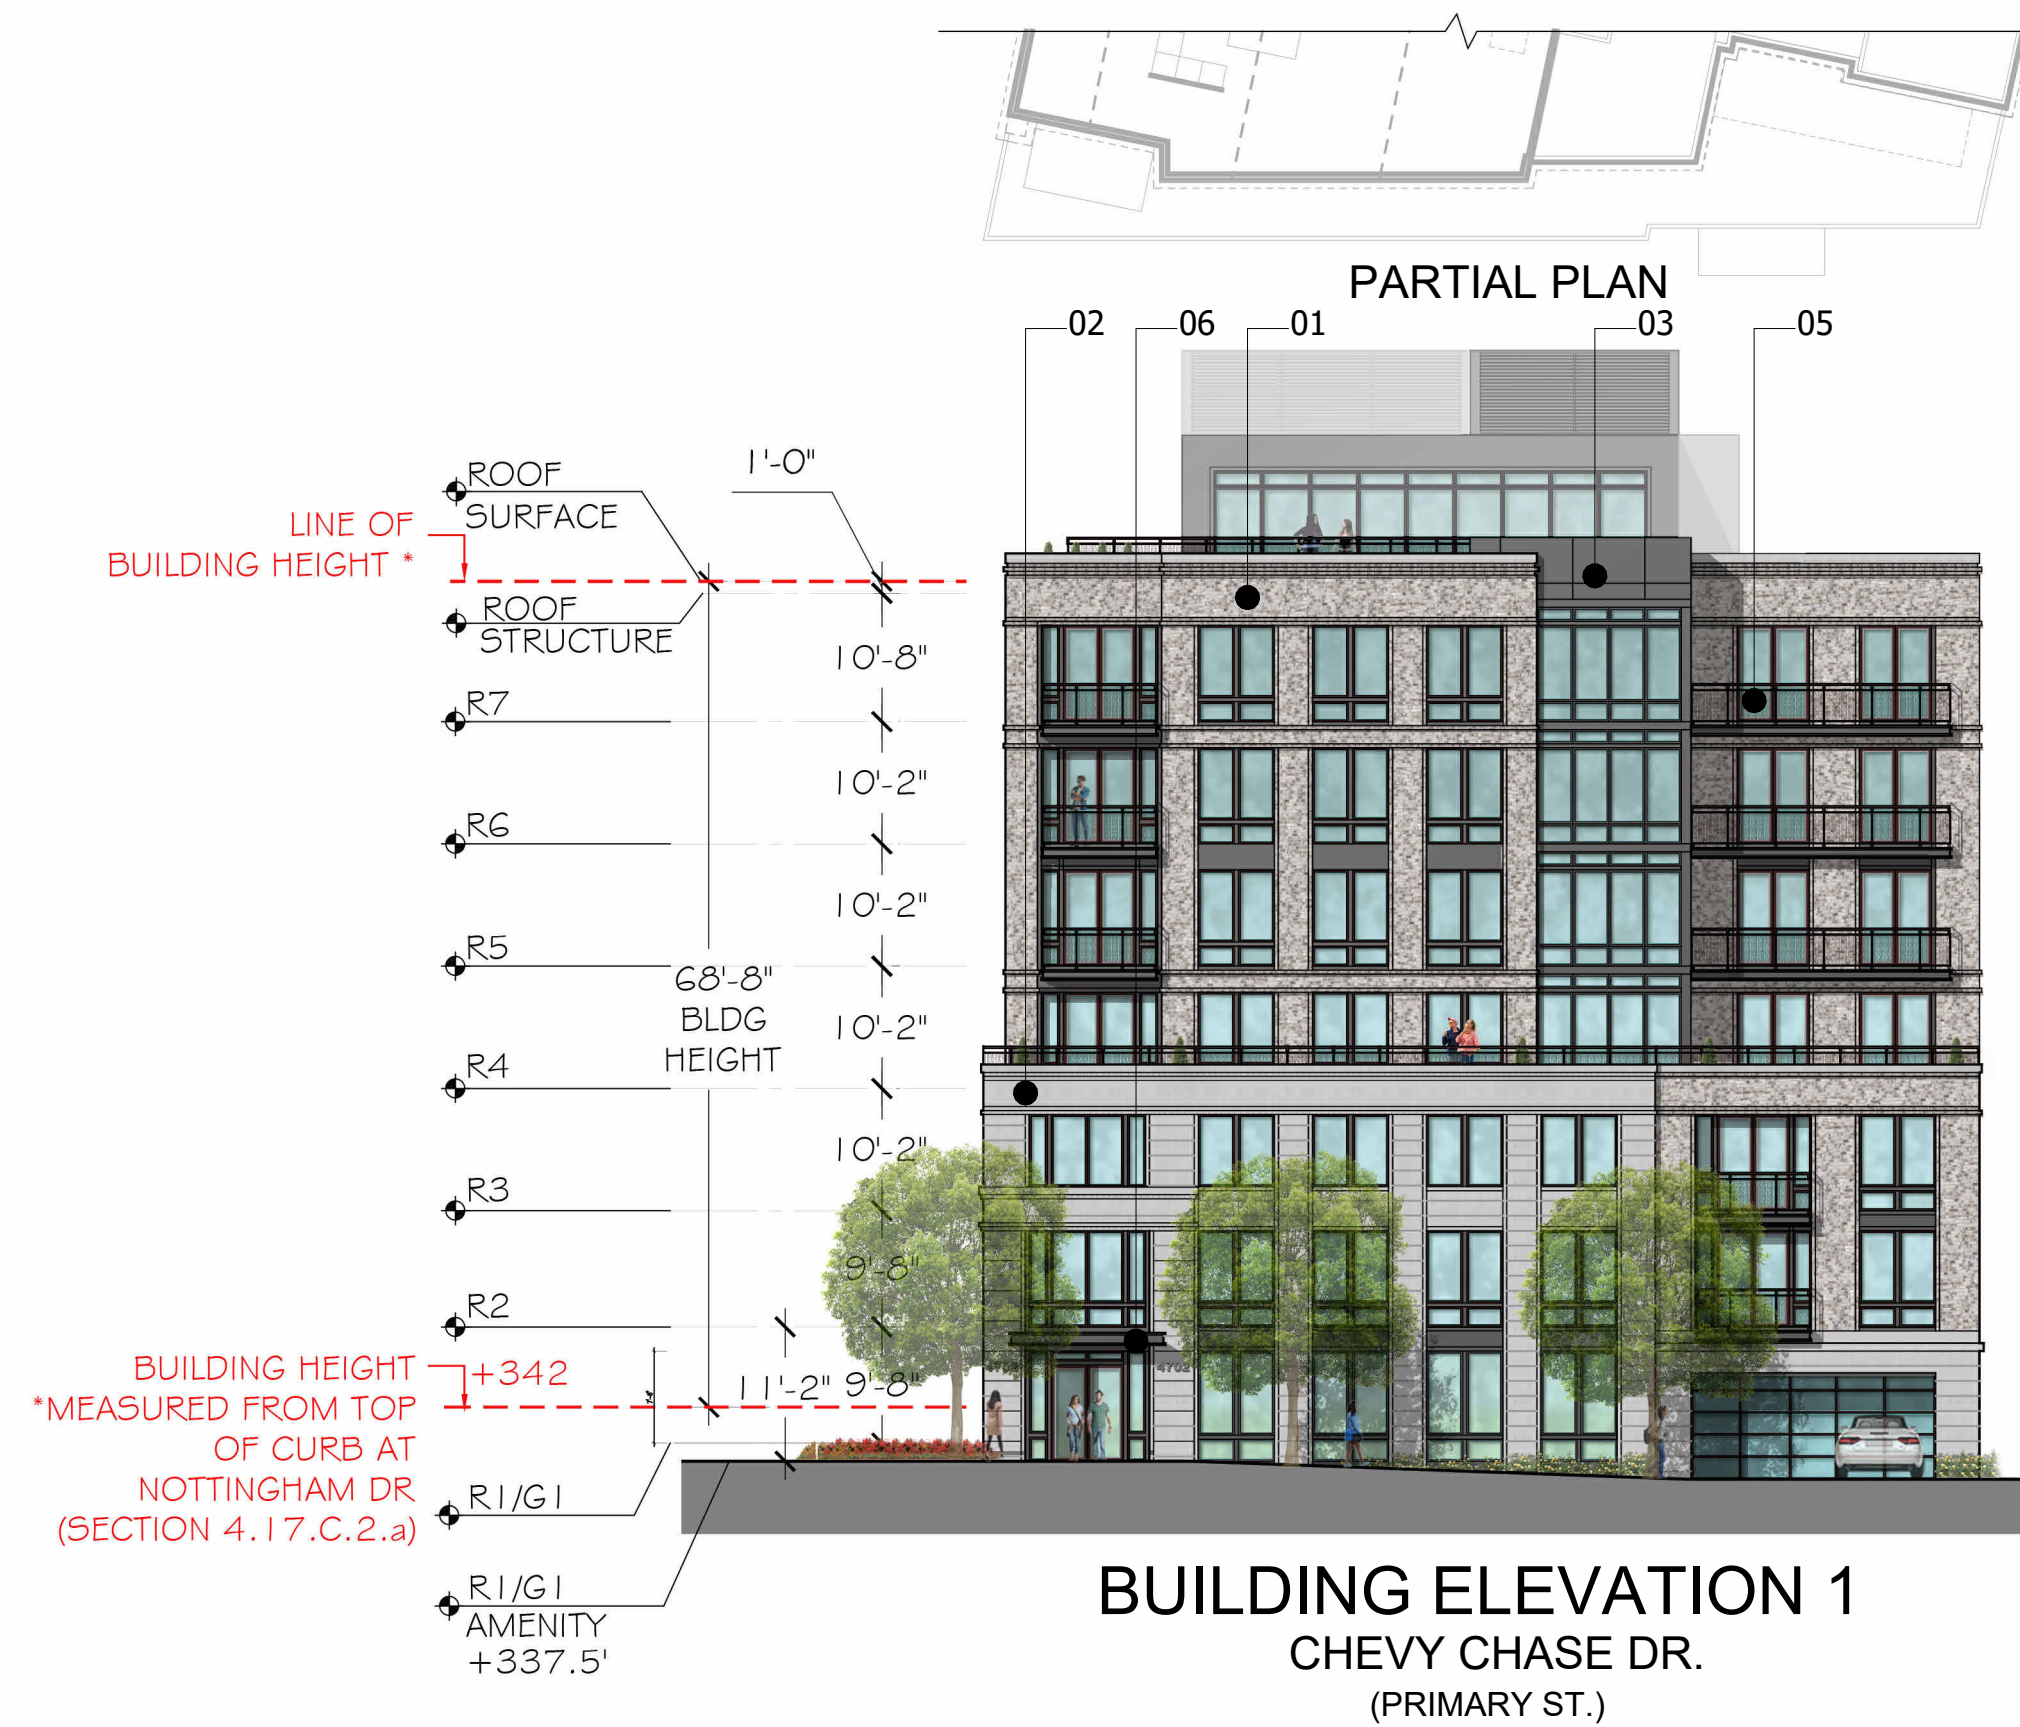 PARTIAL PLAN
02
06
01
03
05
1'-0"
ROOF
SURFACE
LINE OF
BUILDING HEIGHT *
ROOF
STRUCTURE
10'-8"
R7
10'-2"
R6
10'-2"
R5
68'-8"
BLDG
HEIGHT
10'-2"
R4
10'-2"
R3
9'-8"
R2
BUILDING HEIGHT
*MEASURED FROM TOP
OF CURB AT
NOTTINGHAM DR
(SECTION 4.17.C.2.a)
+342
11'-2"
9'-8"
4702
R1/G1
R1/G1
AMENITY
+337.5'
BUILDING ELEVATION 1
CHEVY CHASE DR.
(PRIMARY ST.)